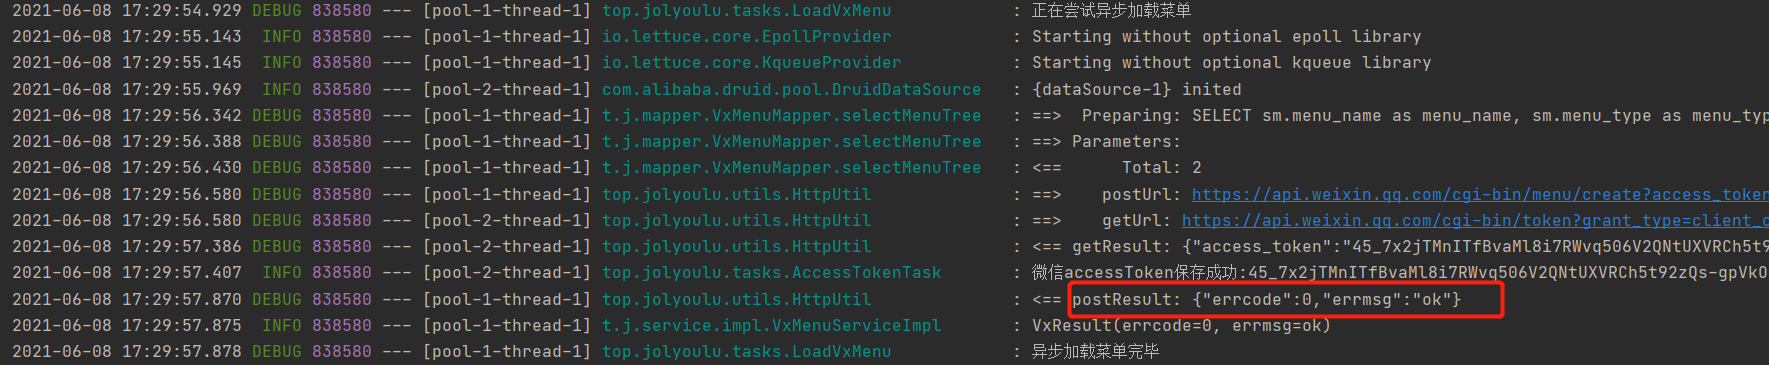 2021-06-08 17:29:54.929 DEBUG 838580 --- [pool-1-thread-1] top.jolyoulu.tasks.LoadVxMenu : 正在尝试异步加载菜单
2021-06-08 17:29:55.143 INFO 838580 --- [pool-1-thread-1] io.lettuce.core.EpollProvider : Starting without optional epoll library
2021-06-08 17:29:55.145 INFO 838580 --- [pool-1-thread-1] io.lettuce.core.KqueueProvider : Starting without optional kqueue library
2021-06-08 17:29:55.969 INFO 838580 --- [pool-2-thread-1] com.alibaba.druid.pool.DruidDataSource : {dataSource-1} inited
2021-06-08 17:29:56.342 DEBUG 838580 --- [pool-1-thread-1] t.j.mapper.VxMenuMapper.selectMenuTree : ==> Preparing: SELECT sm.menu_name as menu_name, sm.menu_type as menu_typ
2021-06-08 17:29:56.388 DEBUG 838580 --- [pool-1-thread-1] t.j.mapper.VxMenuMapper.selectMenuTree : ==> Parameters:
2021-06-08 17:29:56.430 DEBUG 838580 --- [pool-1-thread-1] t.j.mapper.VxMenuMapper.selectMenuTree : <== Total: 2
2021-06-08 17:29:56.580 DEBUG 838580 --- [pool-1-thread-1] top.jolyoulu.utils.HttpUtil : ==> postUrl: https://api.weixin.qq.com/cgi-bin/menu/create?access_token
2021-06-08 17:29:56.580 DEBUG 838580 --- [pool-2-thread-1] top.jolyoulu.utils.HttpUtil : ==> getUrl: https://api.weixin.qq.com/cgi-bin/token?grant_type=client_c
2021-06-08 17:29:57.386 DEBUG 838580 --- [pool-2-thread-1] top.jolyoulu.utils.HttpUtil : <== getResult: {"access_token":"45_7x2jTMnITfBvaMl8i7RWvq506V2QNtUXVRCh5t9
2021-06-08 17:29:57.407 INFO 838580 --- [pool-2-thread-1] top.jolyoulu.tasks.AccessTokenTask : 微信accessToken保存成功:45_7x2jTMnITfBvaMl8i7RWvq506V2QNtUXVRCh5t92zQs-gpVkO
2021-06-08 17:29:57.870 DEBUG 838580 --- [pool-1-thread-1] top.jolyoulu.utils.HttpUtil : <== postResult: {"errcode":0,"errmsg":"ok"}
2021-06-08 17:29:57.875 INFO 838580 --- [pool-1-thread-1] t.j.service.impl.VxMenuServiceImpl : VxResult(errcode=0, errmsg=ok)
2021-06-08 17:29:57.878 DEBUG 838580 --- [pool-1-thread-1] top.jolyoulu.tasks.LoadVxMenu : 异步加载菜单完毕